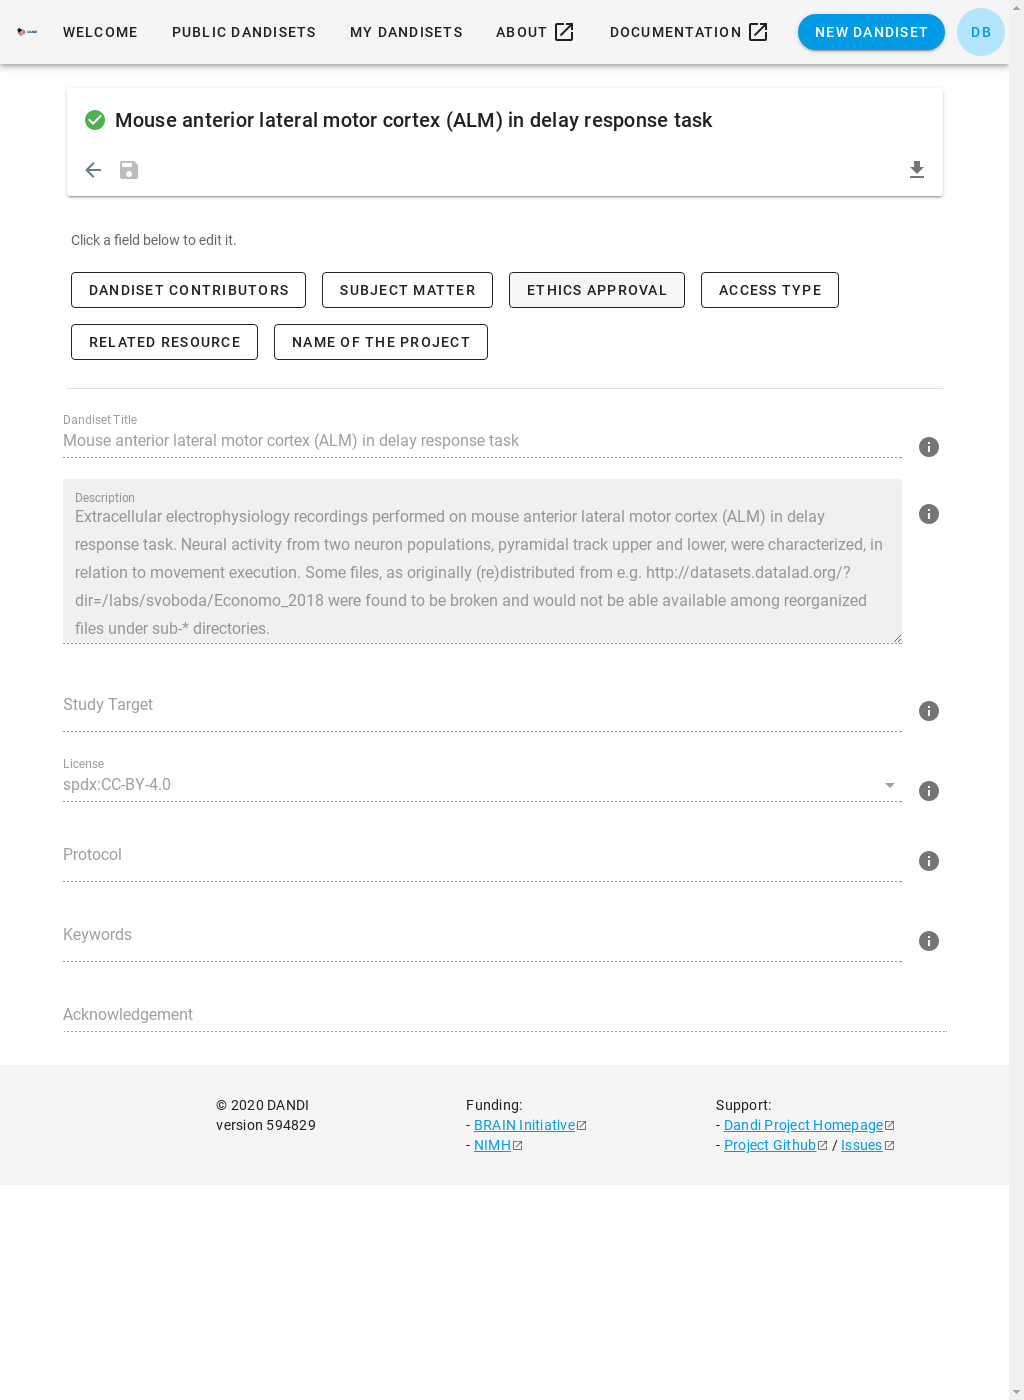 DANDI
WELCOME
PUBLIC DANDISETS
MY DANDISETS
ABOUT
DOCUMENTATION
NEW DANDISET
DB
Mouse anterior lateral motor cortex (ALM) in delay response task
Click a field below to edit it.
DANDISET CONTRIBUTORS
SUBJECT MATTER
ETHICS APPROVAL
ACCESS TYPE
RELATED RESOURCE
NAME OF THE PROJECT
Dandiset Title
Mouse anterior lateral motor cortex (ALM) in delay response task
Description
Extracellular electrophysiology recordings performed on mouse anterior lateral motor cortex (ALM) in delay
response task. Neural activity from two neuron populations, pyramidal track upper and lower, were characterized, in
relation to movement execution. Some files, as originally (re)distributed from e.g. http://datasets.datalad.org/?
dir=/labs/svoboda/Economo_2018 were found to be broken and would not be able available among reorganized
files under sub-* directories.
Study Target
License
spdx:CC-BY-4.0
Protocol
Keywords
Acknowledgement
© 2020 DANDI
version 594829
Funding:
- BRAIN Initiative
- NIMH
Support:
- Dandi Project Homepage
- Project Github / Issues